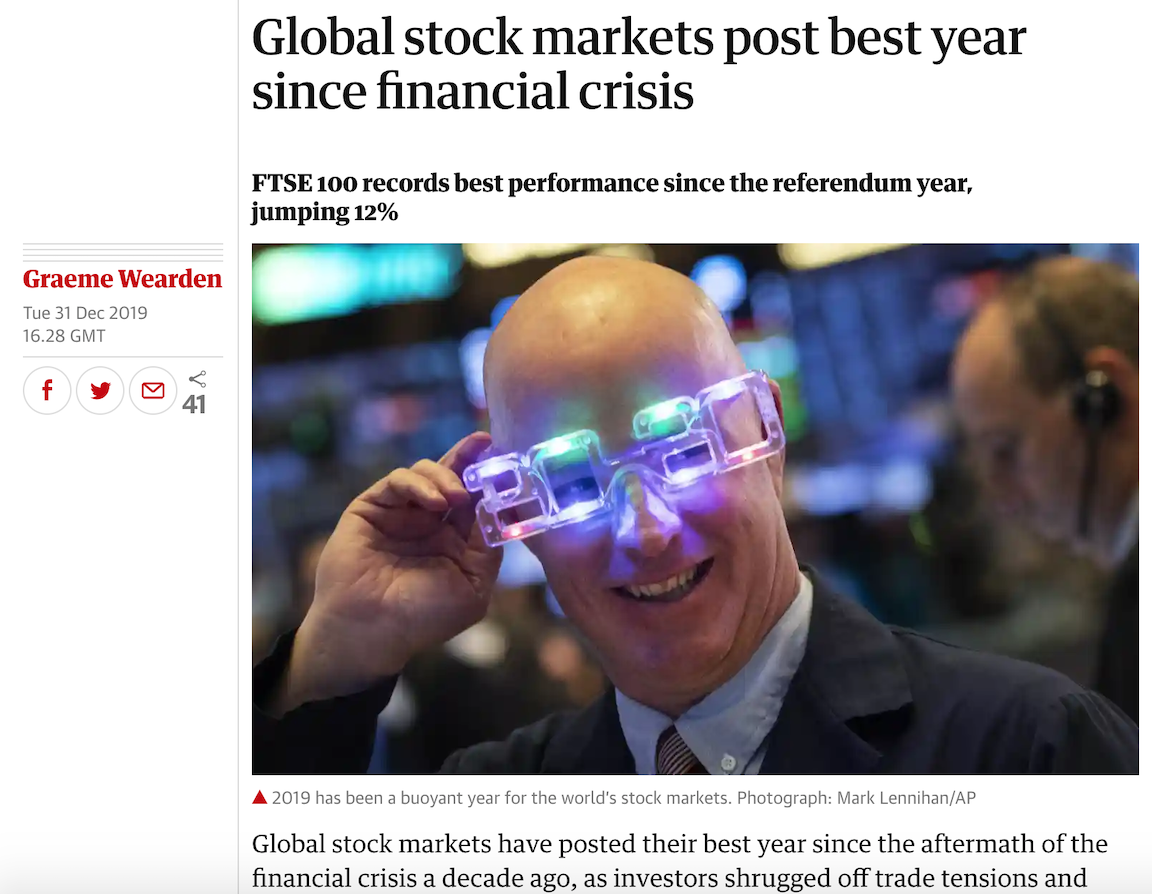 Global stock markets post best year
since financial crisis
FTSE 100 records best performance since the referendum year,
jumping 12%
Graeme Wearden
Tue 31 Dec 2019
16.28 GMT
41
2019 has been a buoyant year for the world's stock markets. Photograph: Mark Lennihan/AP
Global stock markets have posted their best year since the aftermath of the
financial crisis a decade ago, as investors shrugged off trade tensions and